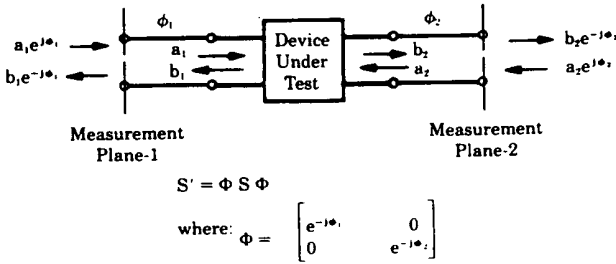 ϕ₁ ϕ₂
a₁e^{jϕ₁} a₁ Device b₂ b₂e^{-jϕ₂}
b₁e^{-jϕ₁} b₁ Under a₂ a₂e^{jϕ₂}
Test
Measurement Measurement
Plane-1 Plane-2
S' = Φ S Φ
where: Φ = [e^{-jϕ₁} 0
0 e^{-jϕ₂}]